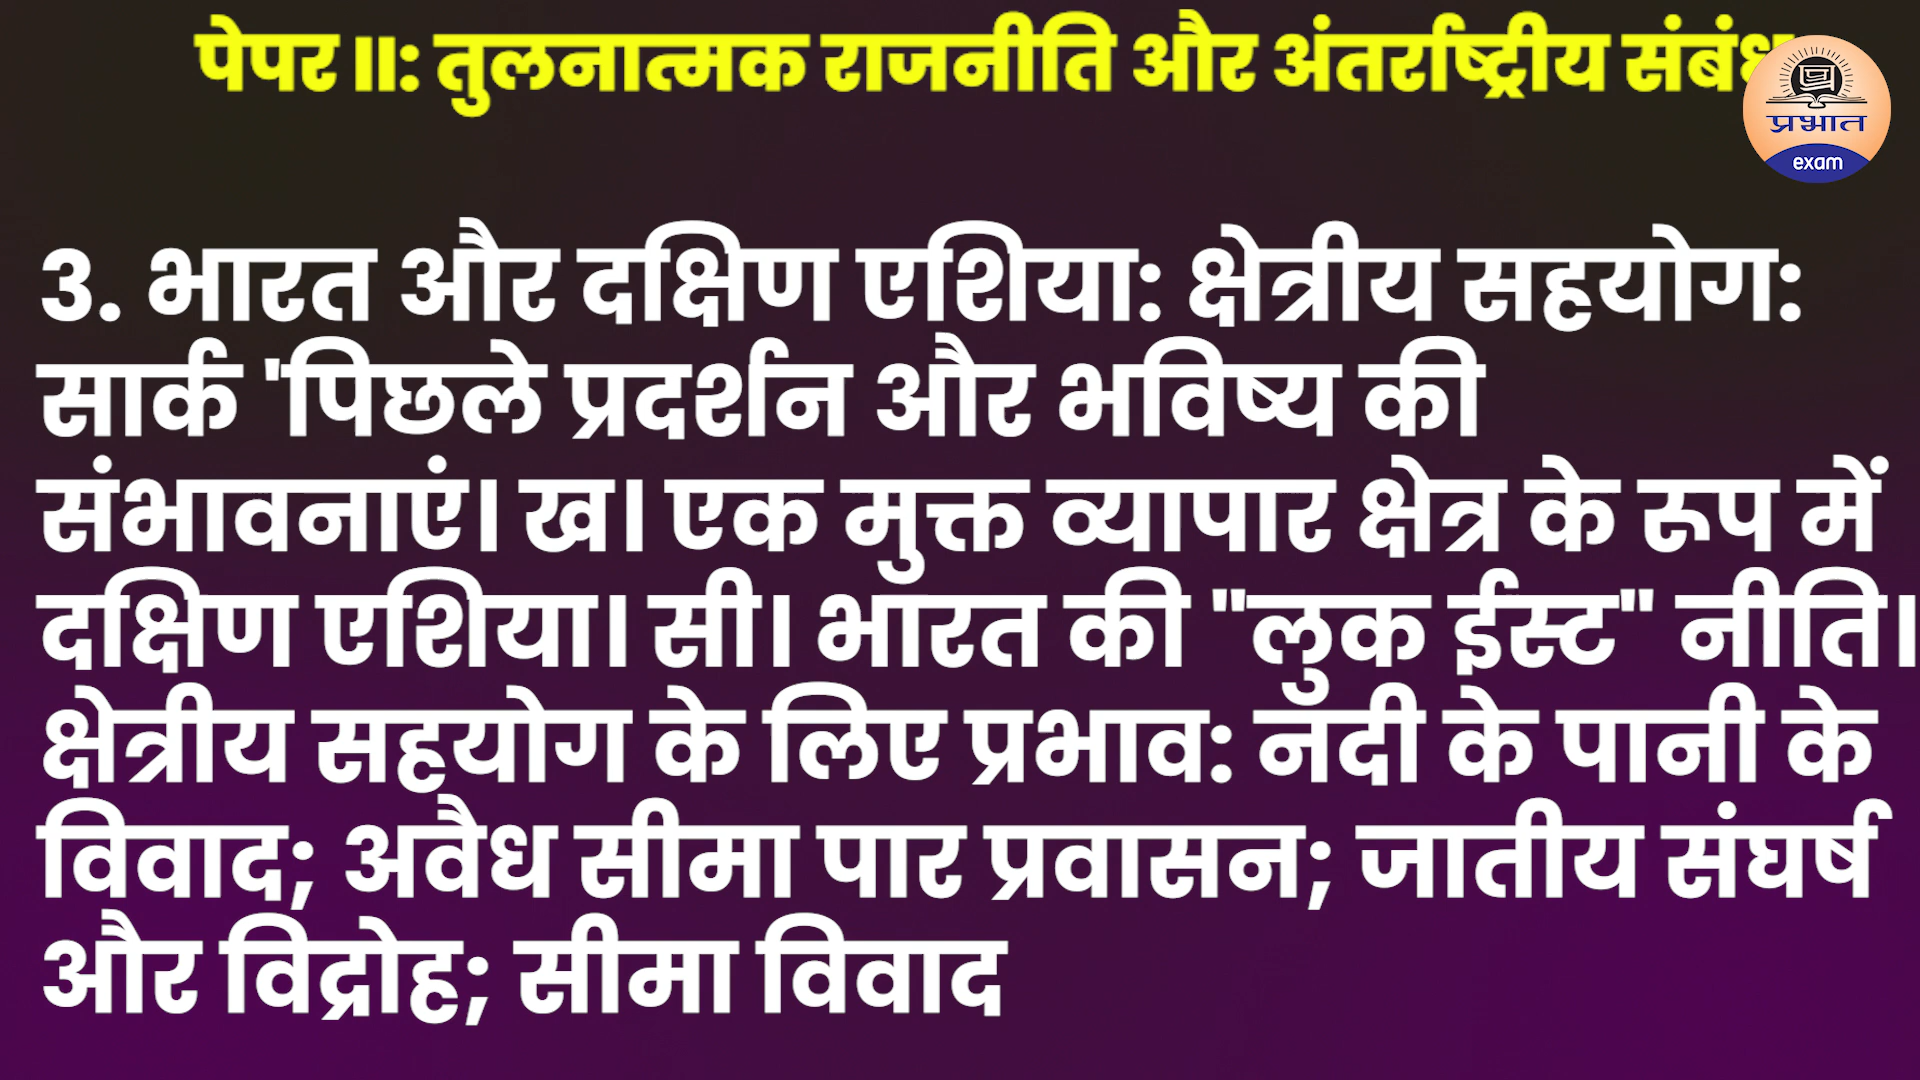 पेपर II: तुलनात्मक राजनीति और अंतर्राष्ट्रीय संबंध
प्रभात
exam
3. भारत और दक्षिण एशिया: क्षेत्रीय सहयोग:
सार्क 'पिछले प्रदर्शन और भविष्य की
संभावनाएं। ख। एक मुक्त व्यापार क्षेत्र के रूप में
दक्षिण एशिया। सी। भारत की "लुक ईस्ट" नीति।
क्षेत्रीय सहयोग के लिए प्रभाव: नदी के पानी के
विवाद; अवैध सीमा पार प्रवासन; जातीय संघर्ष
और विद्रोह; सीमा विवाद